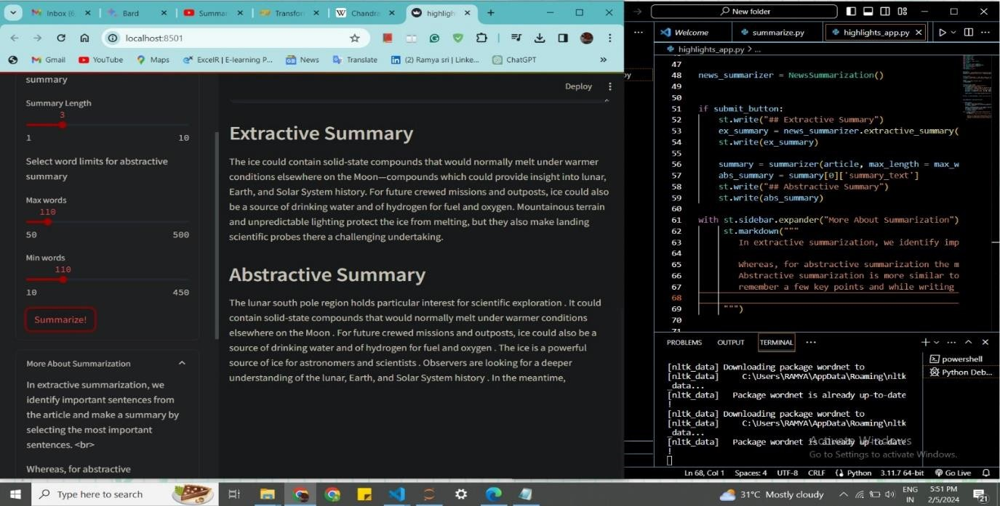 Inbox (6,
Bard
Summar
Transfor
Chandra
highligh
localhost:8501
Gmail
YouTube
Maps
ExcelR | E-learning P...
News
Translate
(2) Ramya sri | Linke...
ChatGPT
»
summary
Summary Length
3
1 10
Select word limits for abstractive
summary
Max words
110
50 500
Min words
110
10 450
Summarize!
More About Summarization
In extractive summarization, we
identify important sentences from
the article and make a summary by
selecting the most important
sentences. <br>
Whereas, for abstractive
Deploy
Extractive Summary
The ice could contain solid-state compounds that would normally melt under warmer
conditions elsewhere on the Moon—compounds which could provide insight into lunar,
Earth, and Solar System history. For future crewed missions and outposts, ice could also
be a source of drinking water and of hydrogen for fuel and oxygen. Mountainous terrain
and unpredictable lighting protect the ice from melting, but they also make landing
scientific probes there a challenging undertaking.
Abstractive Summary
The lunar south pole region holds particular interest for scientific exploration . It could
contain solid-state compounds that would normally melt under warmer conditions
elsewhere on the Moon . For future crewed missions and outposts, ice could also be a
source of drinking water and of hydrogen for fuel and oxygen . The ice is a powerful
source of ice for astronomers and scientists . Observers are looking for a deeper
understanding of the lunar, Earth, and Solar System history . In the meantime,
New folder
Welcome
summarize.py
highlights_app.py
highlights_app.py > ...
py
47
48 news_summarizer = NewsSummarization()
49
50
51 if submit_button:
52 st.write("## Extractive Summary")
53 ex_summary = news_summarizer.extractive_summary(
54 st.write(ex_summary)
55
56 summary = summarizer(article, max_length = max_w
57 abs_summary = summary[0]['summary_text']
58 st.write("## Abstractive Summary")
59 st.write(abs_summary)
60
61 with st.sidebar.expander("More About Summarization")
62 st.markdown("""
63 In extractive summarization, we identify imp
64
65 Whereas, for abstractive summarization the m
66 Abstractive summarization is more similar to
67 remember a few key points and while writing
68
69 """)
70
71
PROBLEMS OUTPUT TERMINAL ...
powershell
Python Deb...
[nltk_data] Downloading package wordnet to
[nltk_data] C:\Users\RAMYA\AppData\Roaming\nltk
_data...
[nltk_data] Package wordnet is already up-to-date
!
[nltk_data] Downloading package wordnet to
[nltk_data] C:\Users\RAMYA\AppData\Roaming\nltk
_data...
[nltk_data] Package wordnet is already up-to-date
!
Activate Windows
Go to Settings to activate Windows.
Ln 68, Col 1 Spaces: 4 UTF-8 CRLF Python 3.11.7 64-bit Go Live
Type here to search
31°C Mostly cloudy
ENG
IN
5:51 PM
2/5/2024
21